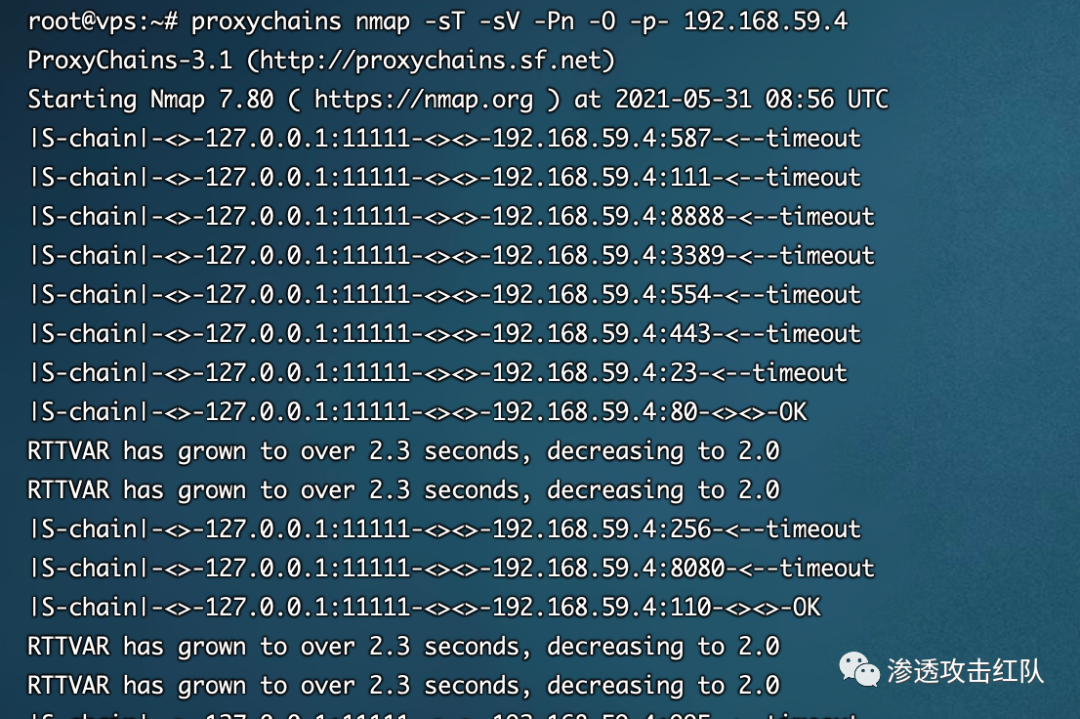 root@vps:~# proxychains nmap -sT -sV -Pn -O -p- 192.168.59.4
ProxyChains-3.1 (http://proxychains.sf.net)
Starting Nmap 7.80 ( https://nmap.org ) at 2021-05-31 08:56 UTC
|S-chain|-<>-127.0.0.1:11111-<><>-192.168.59.4:587-<--timeout
|S-chain|-<>-127.0.0.1:11111-<><>-192.168.59.4:111-<--timeout
|S-chain|-<>-127.0.0.1:11111-<><>-192.168.59.4:8888-<--timeout
|S-chain|-<>-127.0.0.1:11111-<><>-192.168.59.4:3389-<--timeout
|S-chain|-<>-127.0.0.1:11111-<><>-192.168.59.4:554-<--timeout
|S-chain|-<>-127.0.0.1:11111-<><>-192.168.59.4:443-<--timeout
|S-chain|-<>-127.0.0.1:11111-<><>-192.168.59.4:23-<--timeout
|S-chain|-<>-127.0.0.1:11111-<><>-192.168.59.4:80-<><>-OK
RTTVAR has grown to over 2.3 seconds, decreasing to 2.0
RTTVAR has grown to over 2.3 seconds, decreasing to 2.0
|S-chain|-<>-127.0.0.1:11111-<><>-192.168.59.4:256-<--timeout
|S-chain|-<>-127.0.0.1:11111-<><>-192.168.59.4:8080-<--timeout
|S-chain|-<>-127.0.0.1:11111-<><>-192.168.59.4:110-<><>-OK
RTTVAR has grown to over 2.3 seconds, decreasing to 2.0
RTTVAR has grown to over 2.3 seconds, decreasing to 2.0
渗透攻击红队